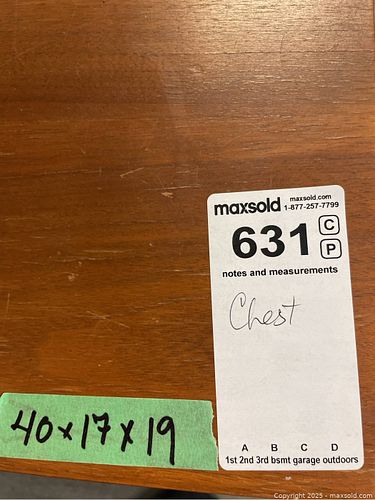 maxsold maxsold.com
1-877-257-7799
631 C
P
notes and measurements
Chest
A B C D
1st 2nd 3rd bsmt garage outdoors
40 x 17 x 19
Copyright 2025 - maxsold.com